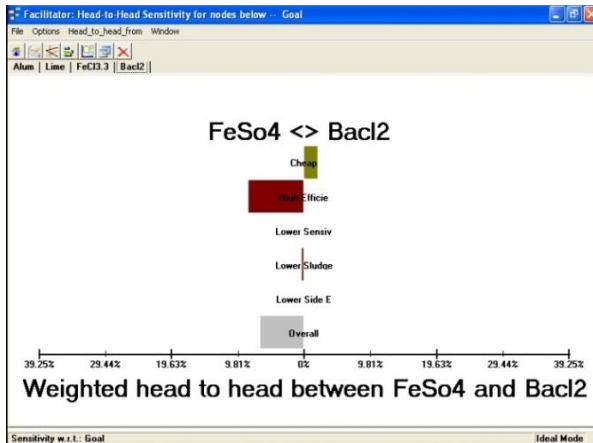 Facilitator: Head-to-Head Sensitivity for nodes below -- Goal
File Options Head_to_head_from Window
Alum | Lime | FeCl3.3 | Bacl2 |
FeSo4 <> Bacl2
Cheap
High Efficie
Lower Sensiv
Lower Sludge
Lower Side E
Overall
39.25% 29.44% 19.63% 9.81% 0% 9.81% 19.63% 29.44% 39.25%
Weighted head to head between FeSo4 and Bacl2
Sensitivity w.r.t.: Goal Ideal Mode